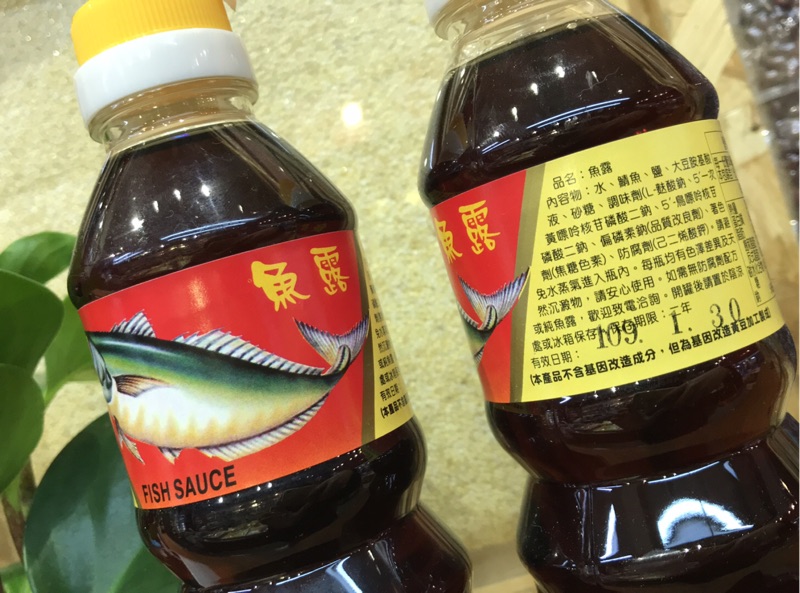 魚露
FISH SAUCE
魚露
品名：魚露
內容物：水、鯖魚、鹽、大豆胺基酸
液、砂糖、調味劑(L-麩酸鈉、5'-次
黃嘌呤核苷磷酸二鈉、5'-鳥嘌呤核苷
磷酸二鈉、偏磷素鈉(品質改良劑)、著色
劑(焦糖色素)、防腐劑(己二烯酸鉀)、
免水蒸氣進入瓶內。每瓶均有色澤差異及天
然沉澱物，請安心使用。如需無防腐劑配方
或純魚露，歡迎致電洽詢。開罐後請置於陰涼
處或冰箱保存 保存期限：二年
有效日期： 109. 1. 30
(本產品不含基因改造成分，但為基因改造黃豆加工製品)